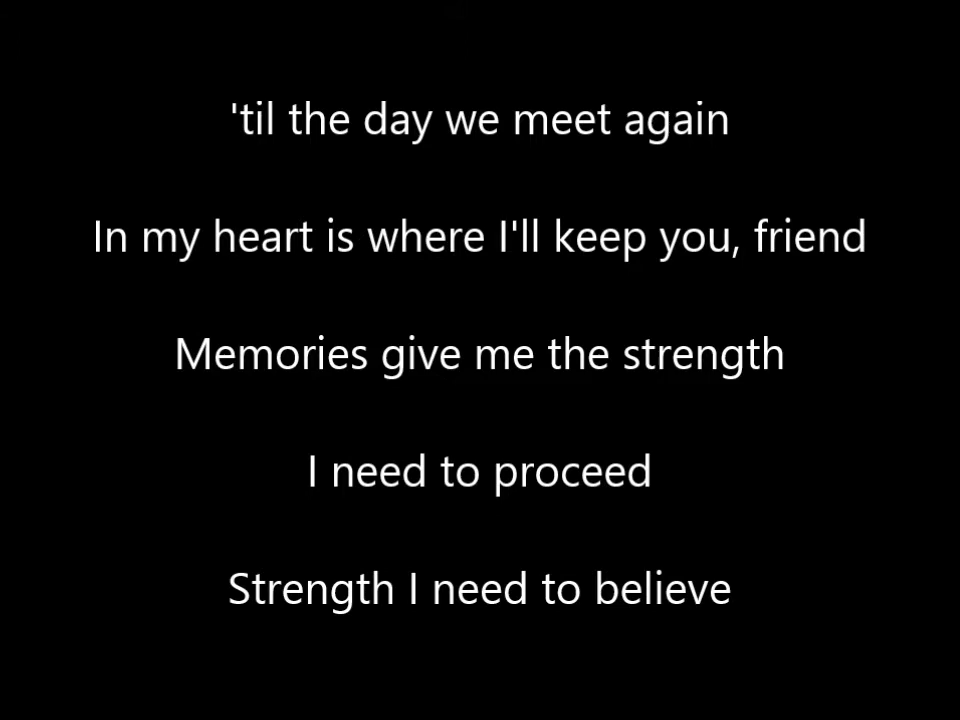 'til the day we meet again
In my heart is where I'll keep you, friend
Memories give me the strength
I need to proceed
Strength I need to believe